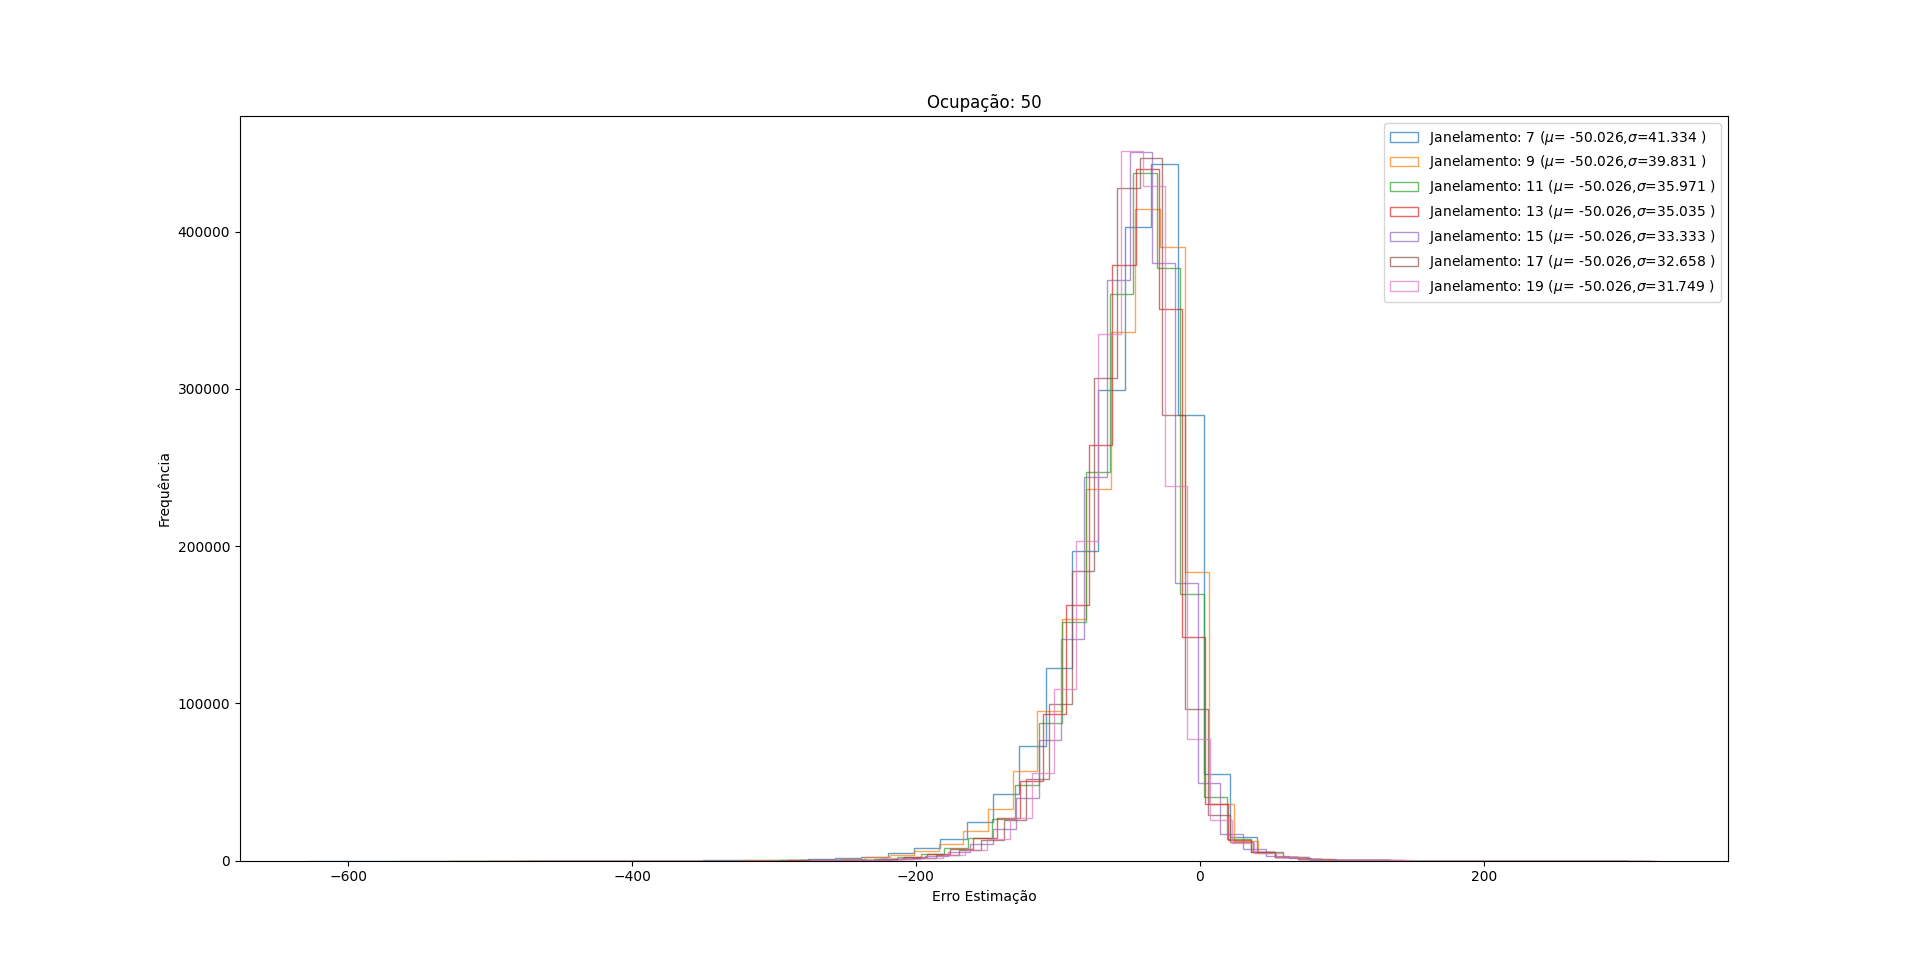 Ocupação: 50
Janelamento: 7 (μ= -50.026,σ=41.334 )
Janelamento: 9 (μ= -50.026,σ=39.831 )
Janelamento: 11 (μ= -50.026,σ=35.971 )
Janelamento: 13 (μ= -50.026,σ=35.035 )
Janelamento: 15 (μ= -50.026,σ=33.333 )
Janelamento: 17 (μ= -50.026,σ=32.658 )
Janelamento: 19 (μ= -50.026,σ=31.749 )
400000
300000
200000
100000
0
Frequência
−600 −400 −200 0 200
Erro Estimação